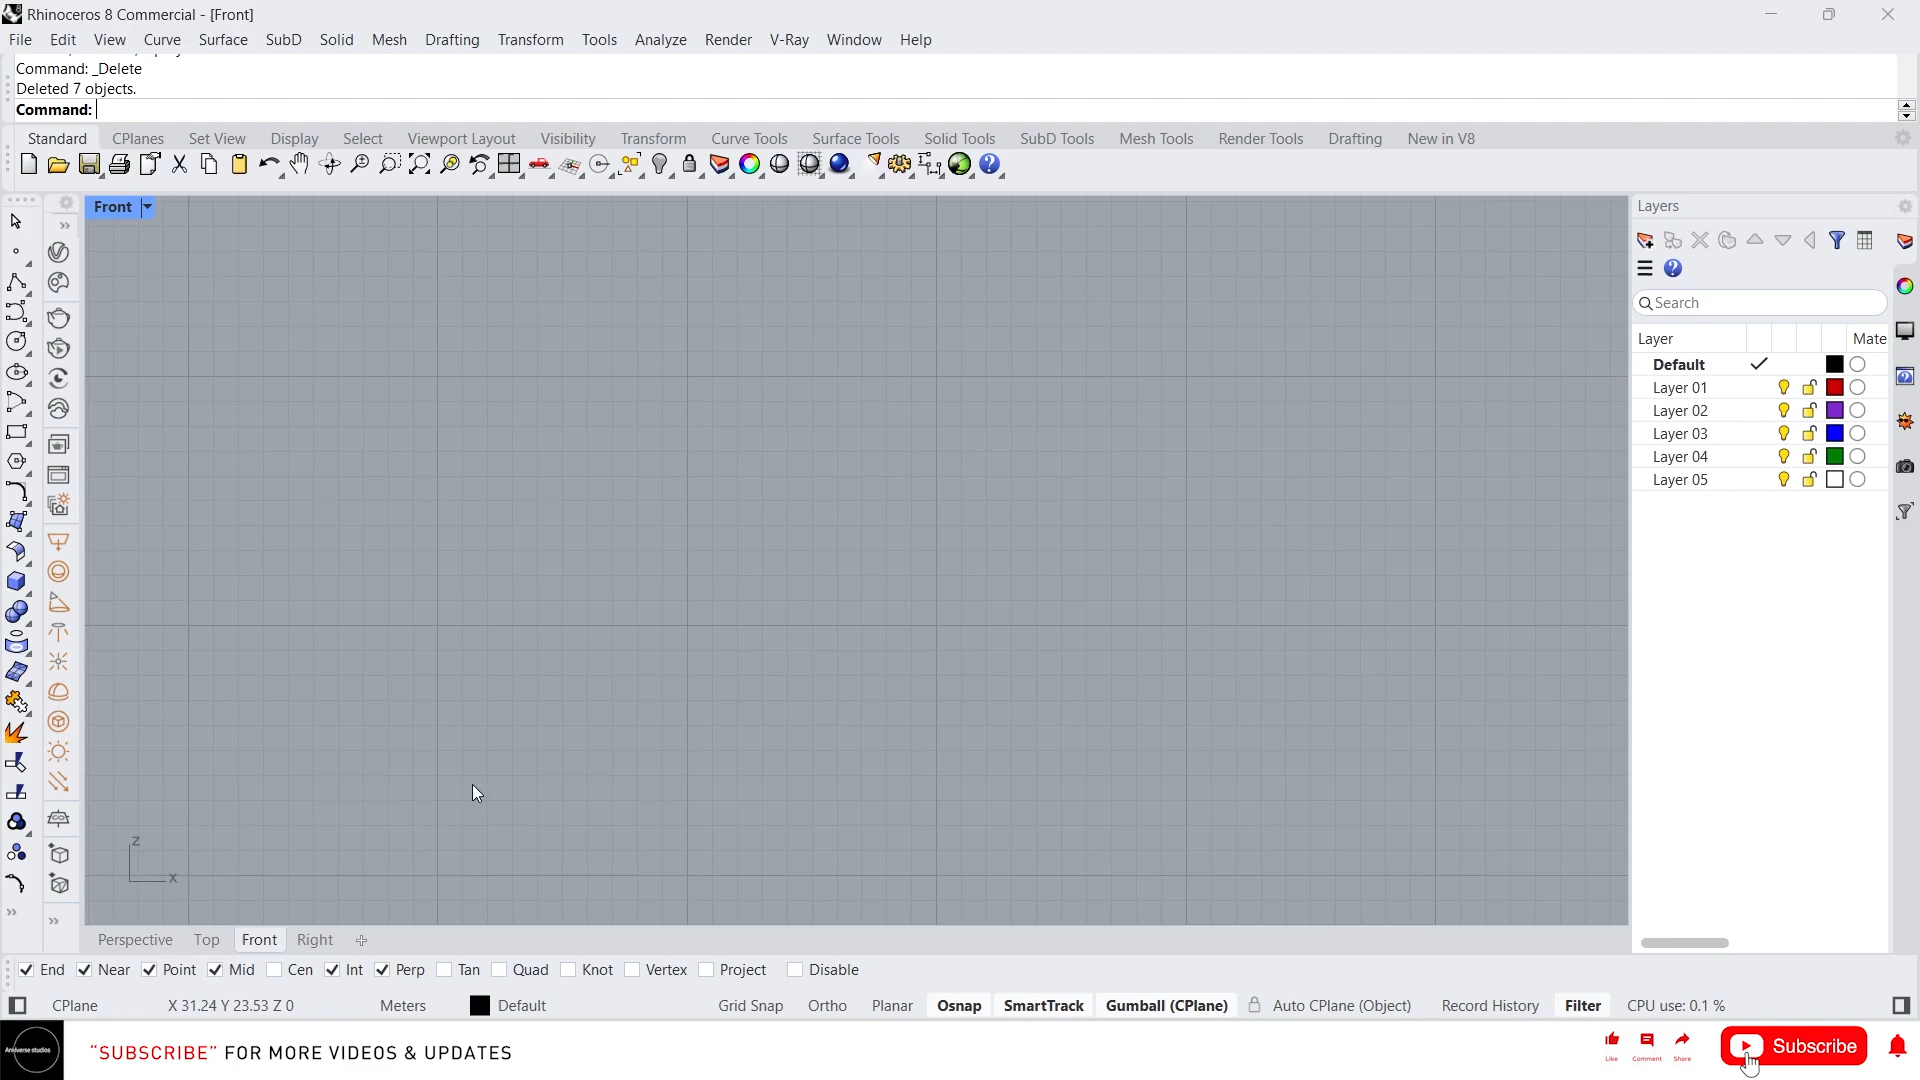 Rhinoceros 8 Commercial - [Front]
File Edit View Curve Surface SubD Solid Mesh Drafting Transform Tools Analyze Render V-Ray Window Help
Command: _Delete
Deleted 7 objects.
Command:
Standard CPlanes Set View Display Select Viewport Layout Visibility Transform Curve Tools Surface Tools Solid Tools SubD Tools Mesh Tools Render Tools Drafting New in V8
Front
Layers
Search
Layer Mate
Default
Layer 01
Layer 02
Layer 03
Layer 04
Layer 05
z
x
Perspective Top Front Right
End Near Point Mid Cen Int Perp Tan Quad Knot Vertex Project Disable
CPlane X 31.24 Y 23.53 Z 0 Meters Default Grid Snap Ortho Planar Osnap SmartTrack Gumball (CPlane) Auto CPlane (Object) Record History Filter CPU use: 0.1 %
“SUBSCRIBE” FOR MORE VIDEOS & UPDATES
Like Comment Share
Subscribe